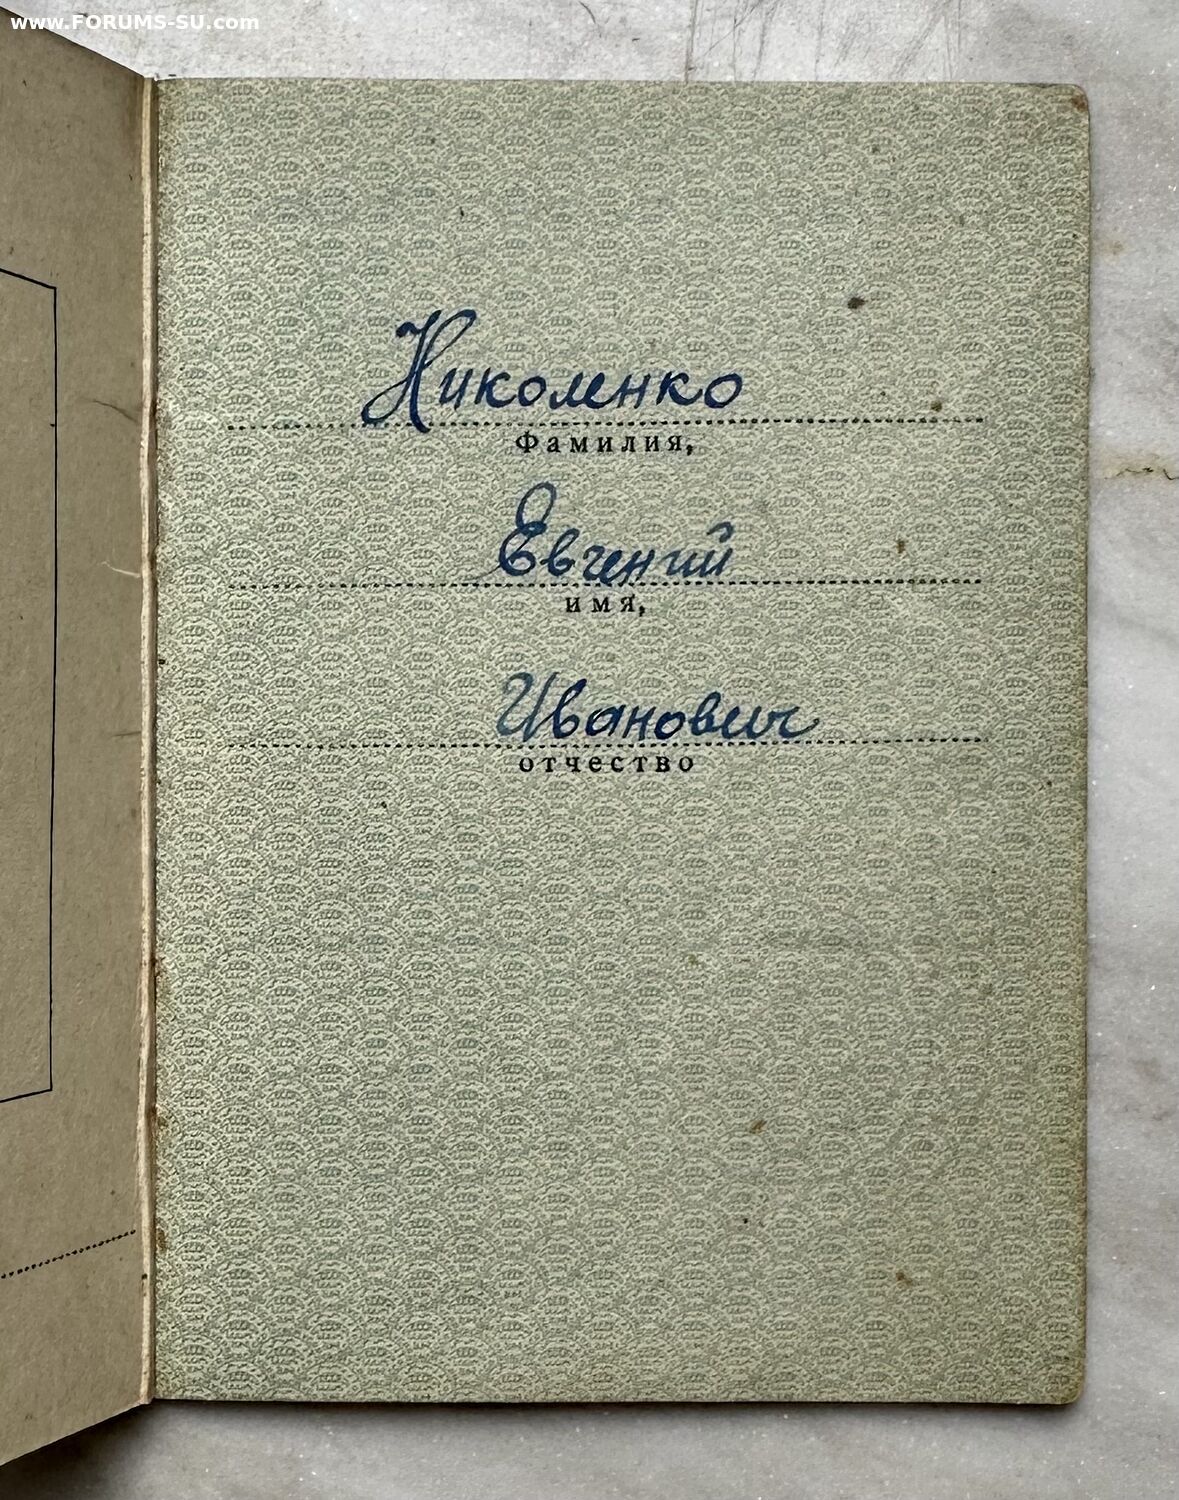 www.FORUMS-SU.com
Николенко
Фамилия,
Евгений
имя,
Иванович
отчество